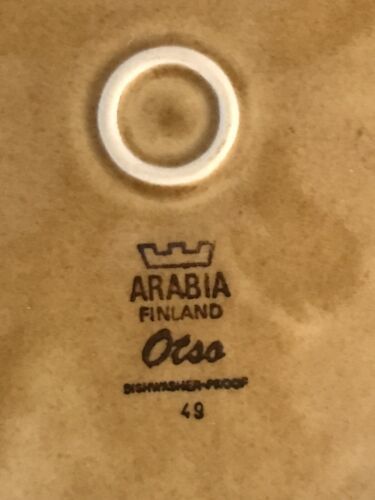 ARABIA
FINLAND
Otso
DISHWASHER-PROOF
49